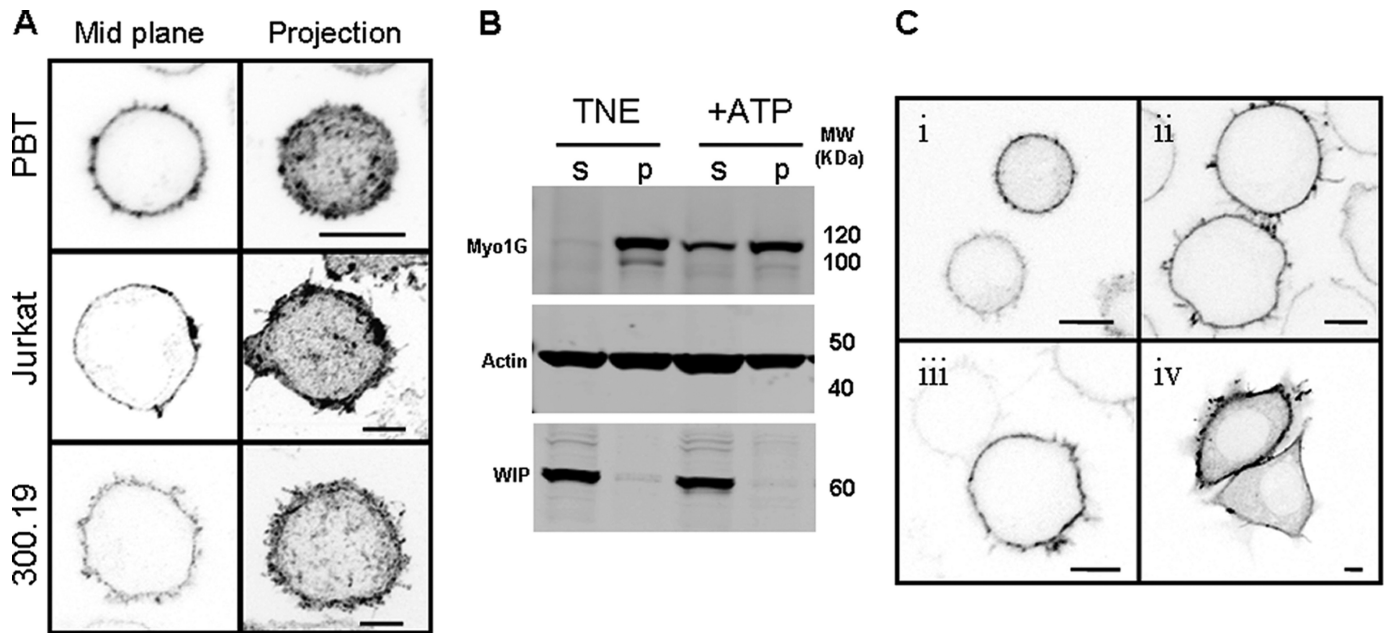 A
Mid plane Projection
PBT
Jurkat
300.19
B
TNE +ATP
MW
(KDa)
s p s p
Myo1G
120
100
Actin
50
40
WIP
60
C
i
ii
iii
iv